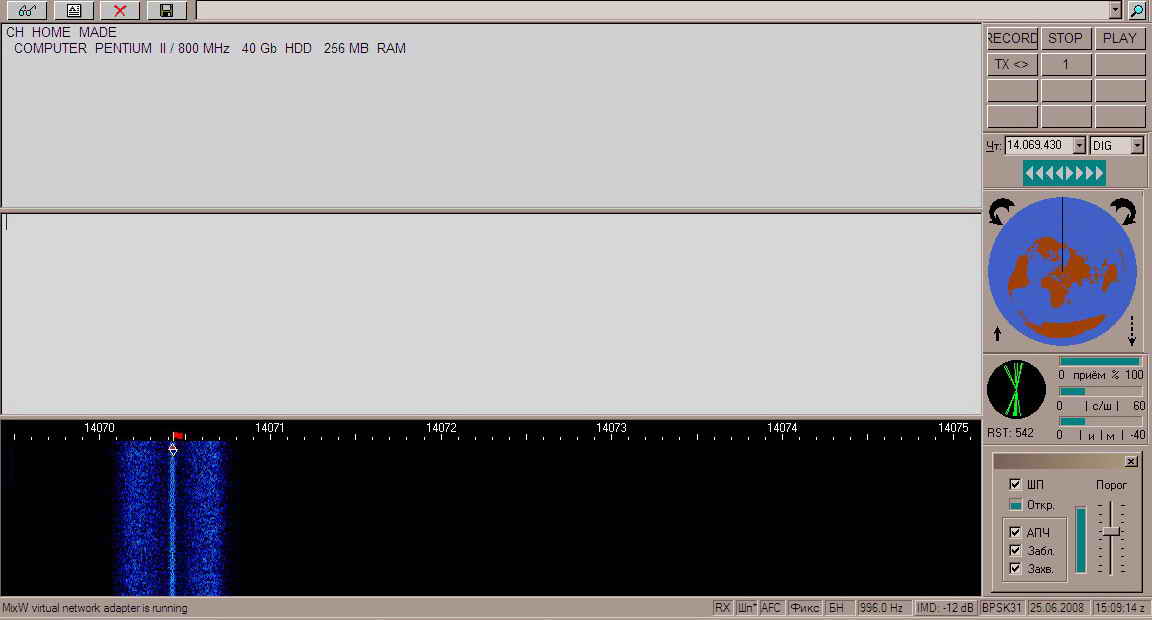 CH HOME MADE
COMPUTER PENTIUM II / 800 MHz 40 Gb HDD 256 MB RAM
RECORD STOP PLAY
TX <> 1
Чт: 14.069.430 DIG
0 приём % 100
0 | с/ш | 60
RST: 542 0 | и | м | -40
14070 14071 14072 14073 14074 14075
ШП Порог
Откр.
АПЧ
Забл.
Захв.
MixW virtual network adapter is running RX Шп* AFC Фикс БН 996.0 Hz IMD: -12 dB BPSK31 25.06.2008 15:09:14 z